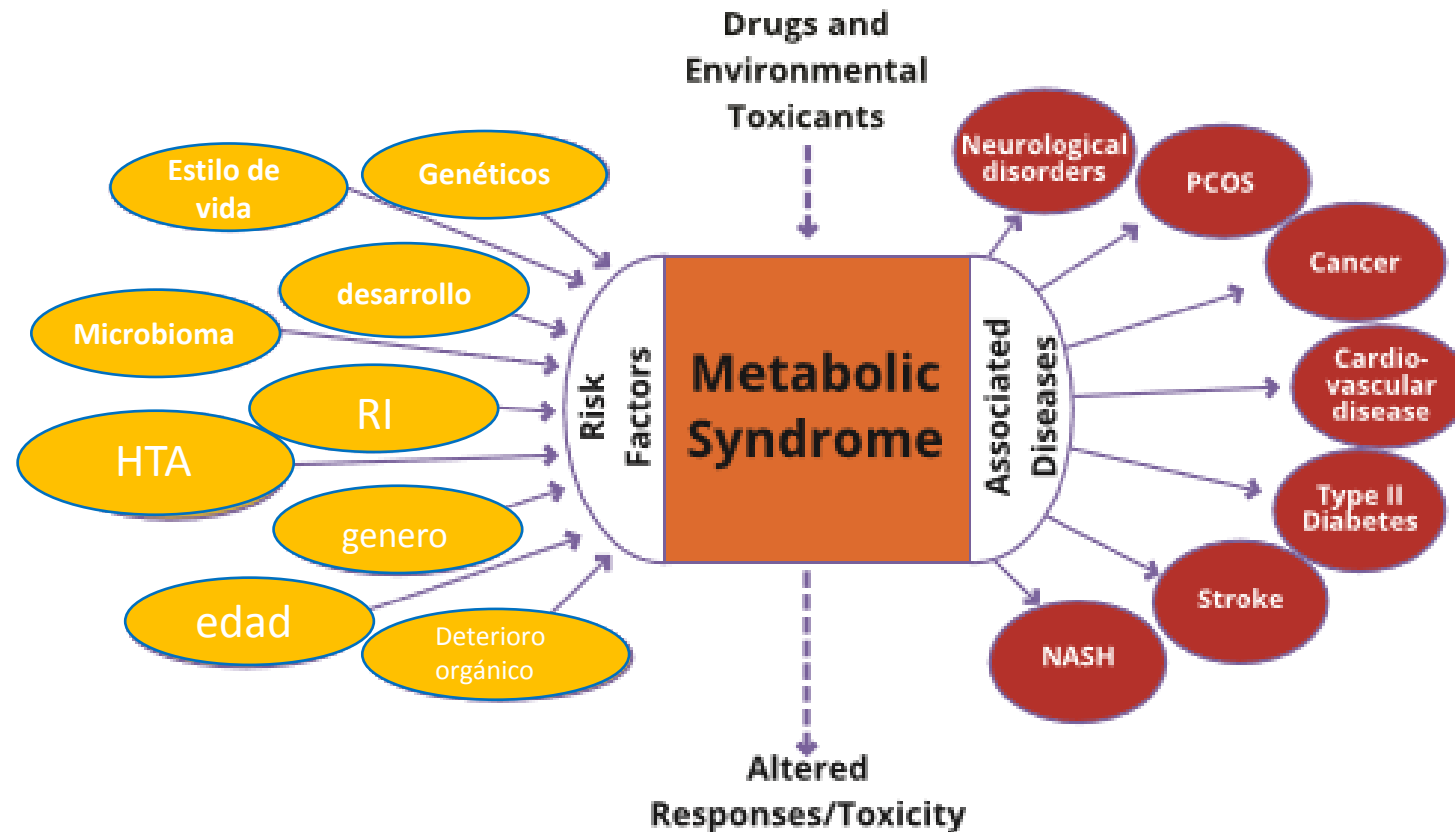 Drugs and
Environmental
Toxicants
Estilo de
vida
Genéticos
desarrollo
Microbioma
RI
HTA
genero
edad
Deterioro
orgánico
Risk
Factors
Metabolic
Syndrome
Associated
Diseases
Neurological
disorders
PCOS
Cancer
Cardio-
vascular
disease
Type II
Diabetes
Stroke
NASH
Altered
Responses/Toxicity